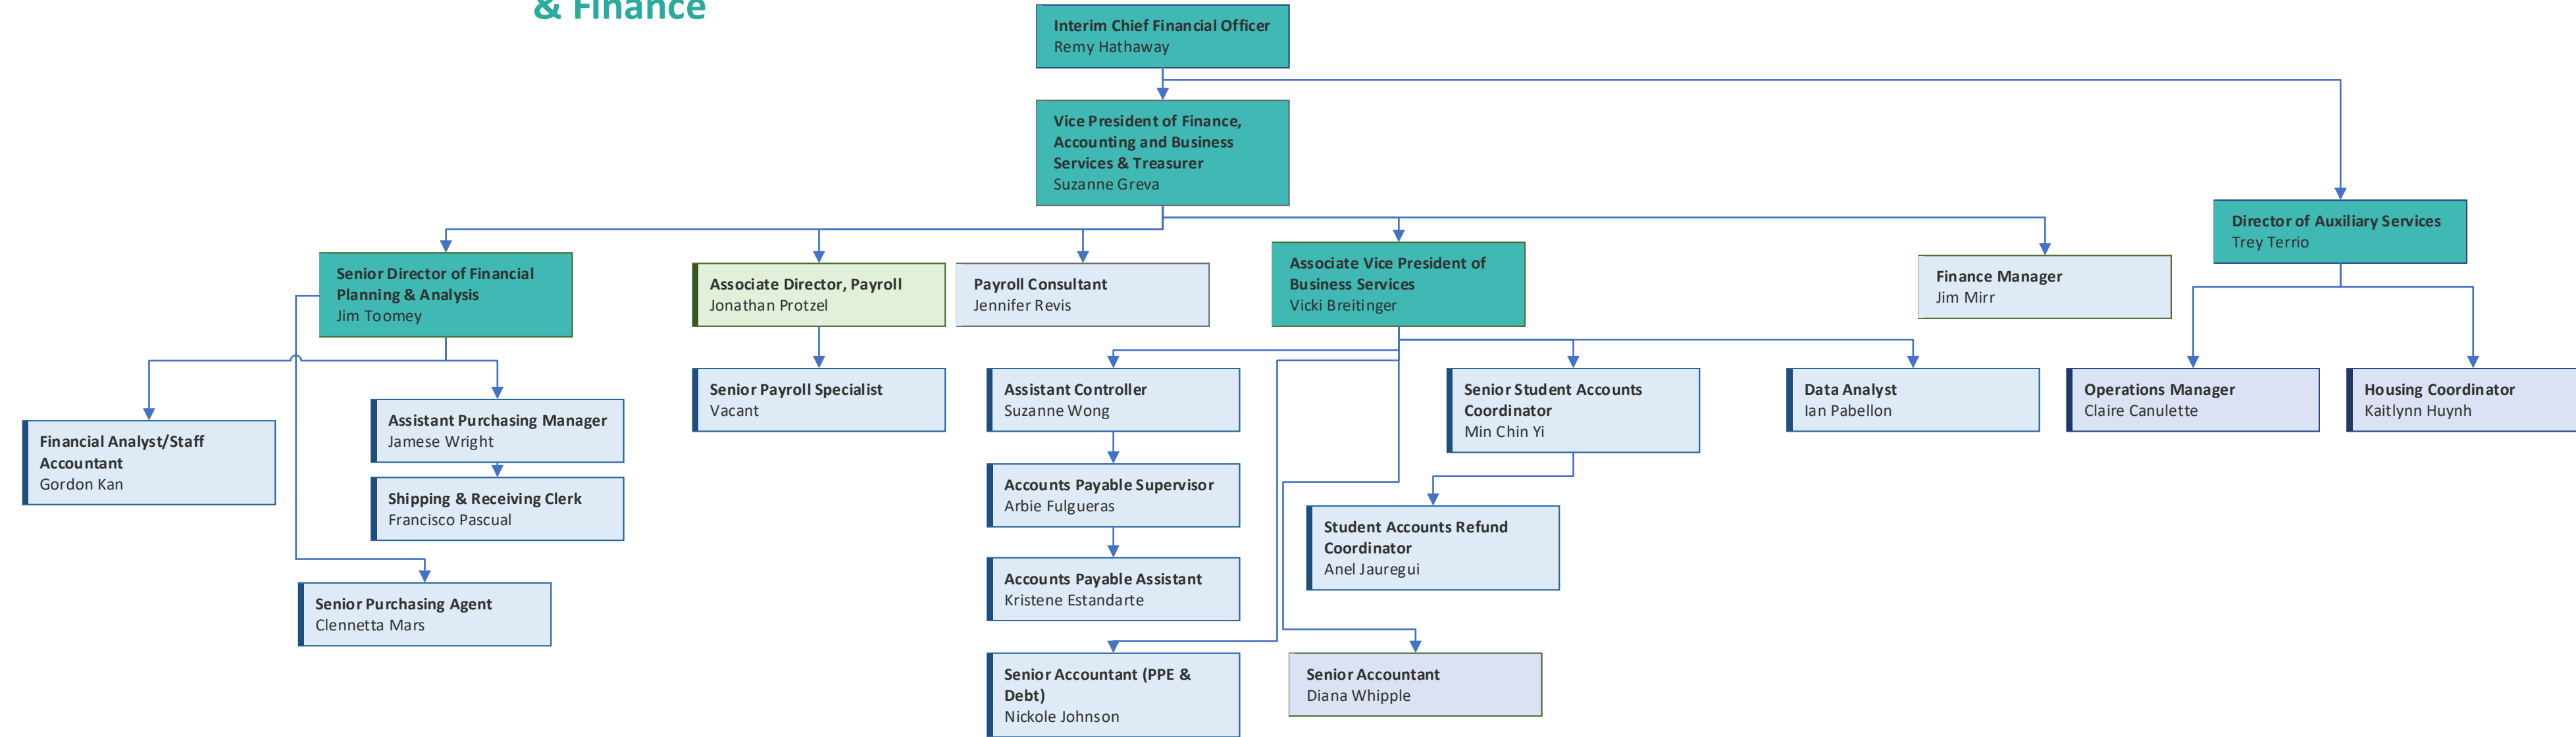 & Finance
Interim Chief Financial Officer
Remy Hathaway
Vice President of Finance,
Accounting and Business
Services & Treasurer
Suzanne Greva
Director of Auxiliary Services
Trey Terrio
Senior Director of Financial
Planning & Analysis
Jim Toomey
Associate Director, Payroll
Jonathan Protzel
Payroll Consultant
Jennifer Revis
Associate Vice President of
Business Services
Vicki Breitinger
Finance Manager
Jim Mirr
Financial Analyst/Staff
Accountant
Gordon Kan
Assistant Purchasing Manager
Jamese Wright
Shipping & Receiving Clerk
Francisco Pascual
Senior Purchasing Agent
Clennetta Mars
Senior Payroll Specialist
Vacant
Assistant Controller
Suzanne Wong
Accounts Payable Supervisor
Arbie Fulgueras
Accounts Payable Assistant
Kristene Estandarte
Senior Accountant (PPE &
Debt)
Nickole Johnson
Senior Student Accounts
Coordinator
Min Chin Yi
Student Accounts Refund
Coordinator
Anel Jauregui
Senior Accountant
Diana Whipple
Data Analyst
Ian Pabellon
Operations Manager
Claire Canulette
Housing Coordinator
Kaitlynn Huynh